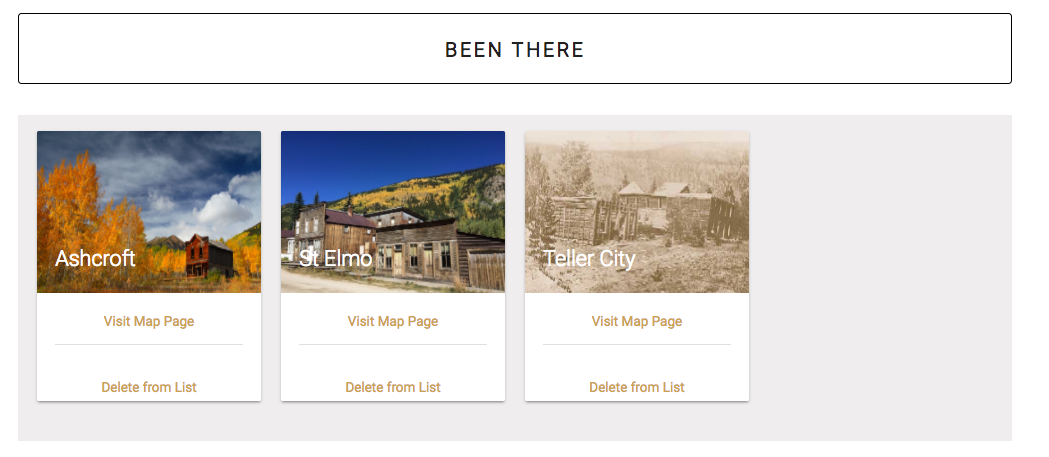 BEEN THERE
Ashcroft
St Elmo
Teller City
Visit Map Page
Visit Map Page
Visit Map Page
Delete from List
Delete from List
Delete from List